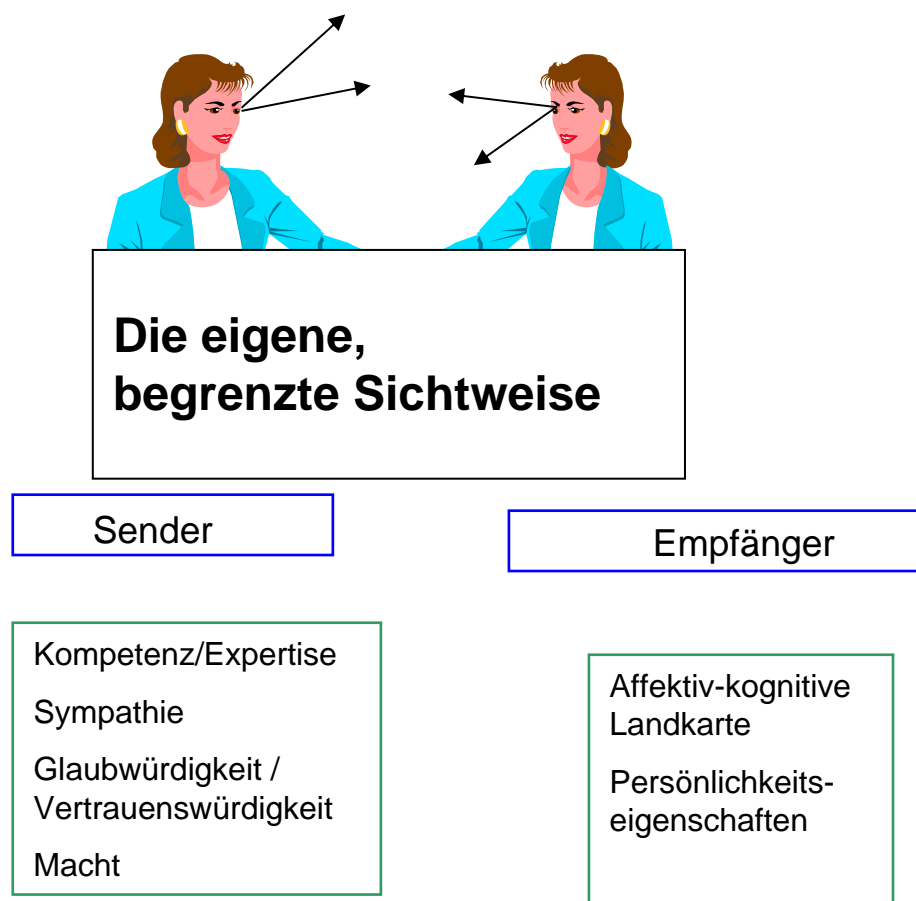 Die eigene,
begrenzte Sichtweise
Sender
Empfänger
Kompetenz/Expertise
Sympathie
Glaubwürdigkeit /
Vertrauenswürdigkeit
Macht
Affektiv-kognitive
Landkarte
Persönlichkeits-
eigenschaften